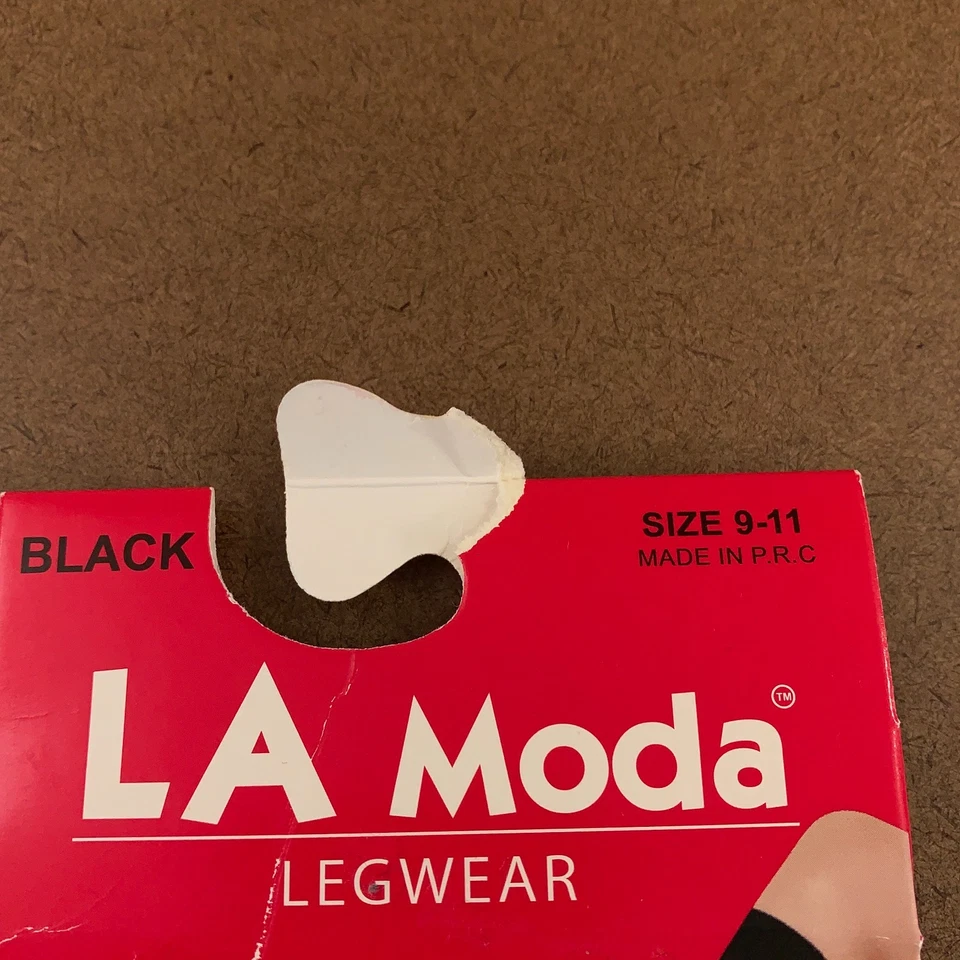 BLACK
SIZE 9-11
MADE IN P.R.C
LA Moda™
LEGWEAR